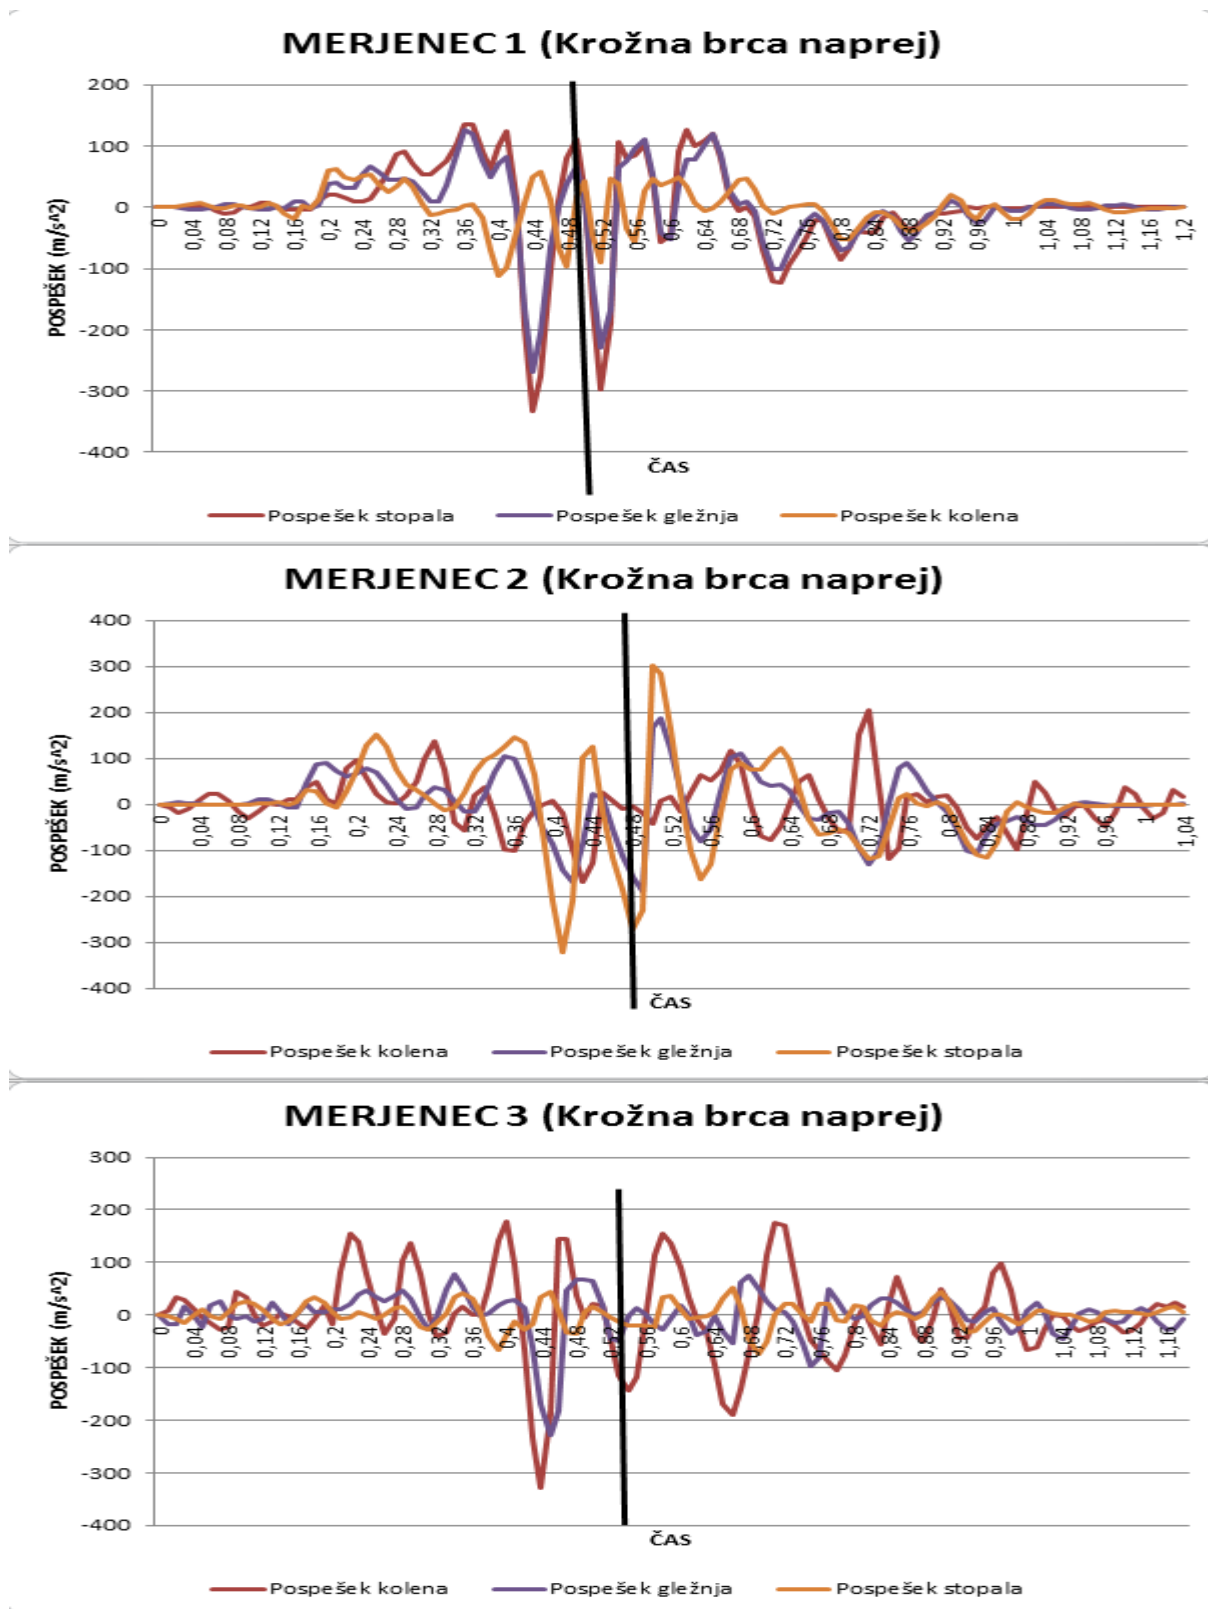 MERJENEC 1 (Krožna brca naprej)
POSPEŠEK (m/s^2)
200
100
0
-100
-200
-300
-400
0 0,04 0,08 0,12 0,16 0,2 0,24 0,28 0,32 0,36 0,4 0,44 0,48 0,52 0,56 0,6 0,64 0,68 0,72 0,76 0,8 0,84 0,88 0,92 0,96 1 1,04 1,08 1,12 1,16 1,2
ČAS
Pospešek stopala Pospešek gležnja Pospešek kolena
MERJENEC 2 (Krožna brca naprej)
POSPEŠEK (m/s^2)
400
300
200
100
0
-100
-200
-300
-400
0 0,04 0,08 0,12 0,16 0,2 0,24 0,28 0,32 0,36 0,4 0,44 0,48 0,52 0,56 0,6 0,64 0,68 0,72 0,76 0,8 0,84 0,88 0,92 0,96 1 1,04
ČAS
Pospešek kolena Pospešek gležnja Pospešek stopala
MERJENEC 3 (Krožna brca naprej)
POSPEŠEK (m/s^2)
300
200
100
0
-100
-200
-300
-400
0 0,04 0,08 0,12 0,16 0,2 0,24 0,28 0,32 0,36 0,4 0,44 0,48 0,52 0,56 0,6 0,64 0,68 0,72 0,76 0,8 0,84 0,88 0,92 0,96 1 1,04 1,08 1,12 1,16
ČAS
Pospešek kolena Pospešek gležnja Pospešek stopala